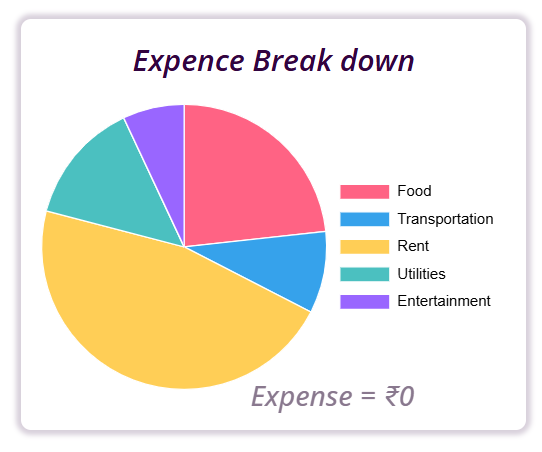 Expence Break down
Food
Transportation
Rent
Utilities
Entertainment
Expense = ₹0